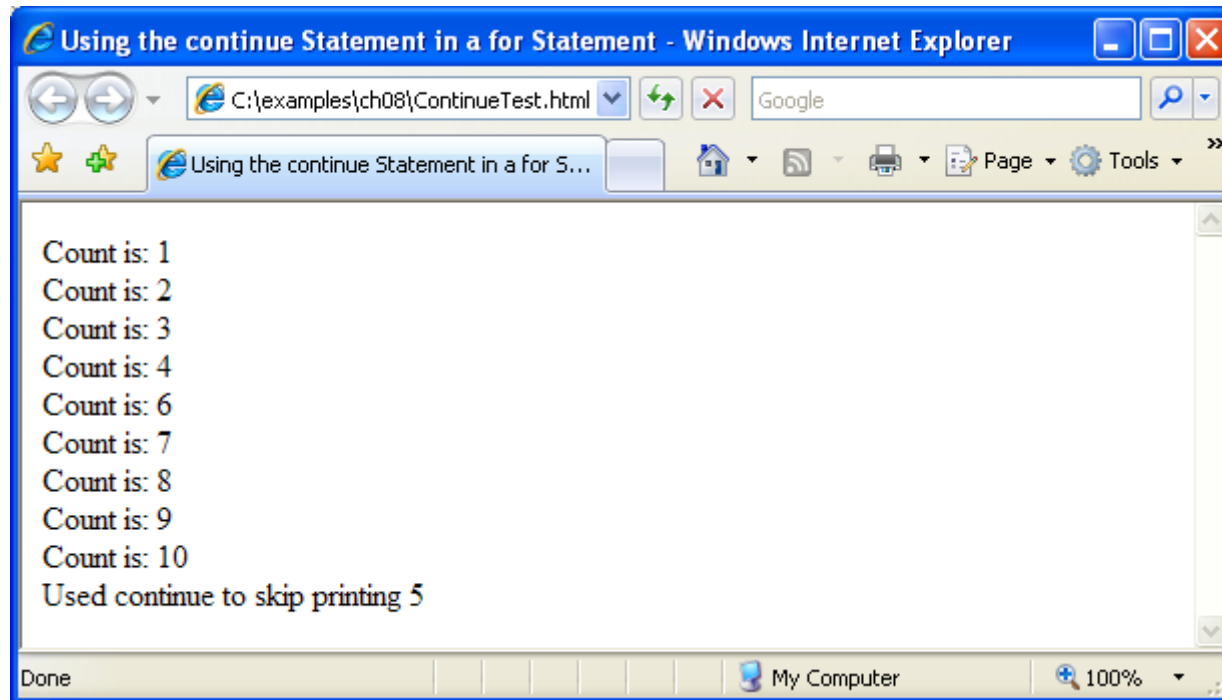 Using the continue Statement in a for Statement - Windows Internet Explorer
C:\examples\ch08\ContinueTest.html
Google
Using the continue Statement in a for S...
Page
Tools
»
Count is: 1
Count is: 2
Count is: 3
Count is: 4
Count is: 6
Count is: 7
Count is: 8
Count is: 9
Count is: 10
Used continue to skip printing 5
Done
My Computer
100%